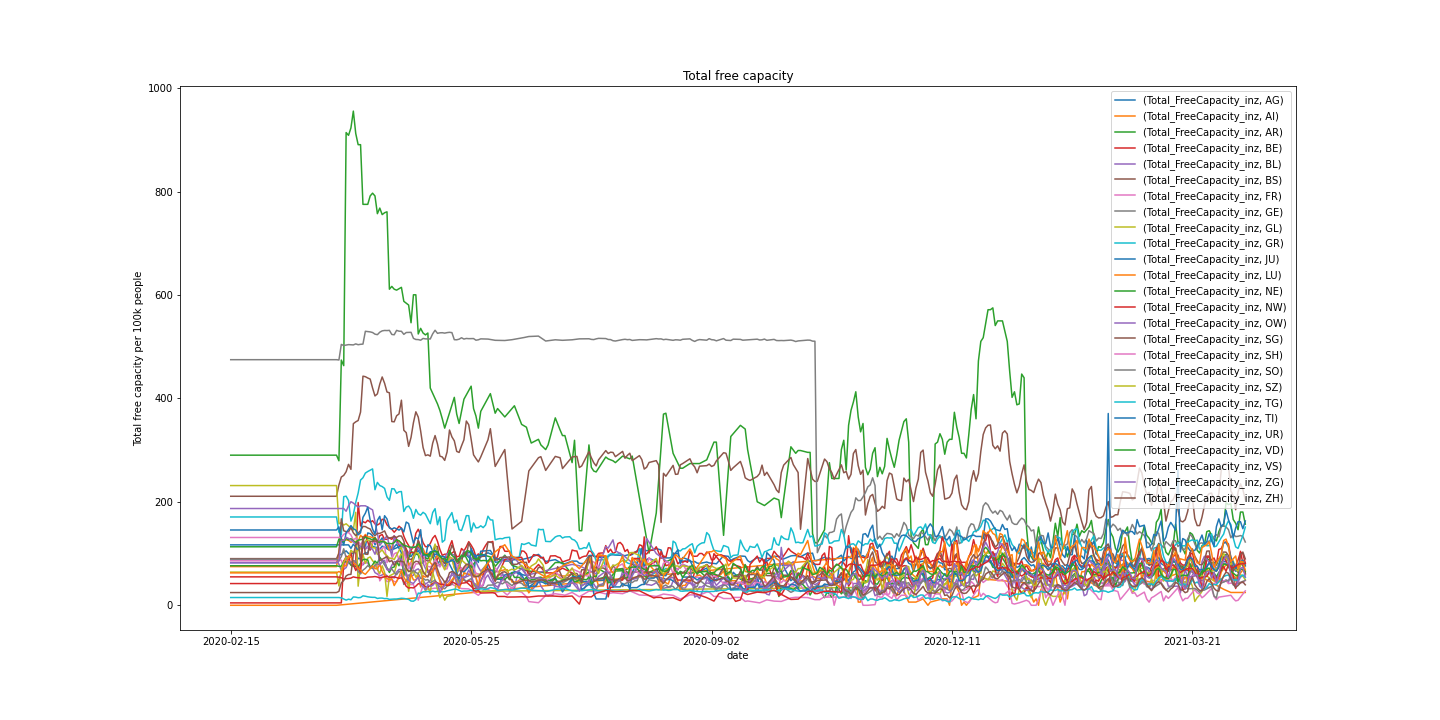 Total free capacity
Total free capacity per 100k people
1000
800
600
400
200
0
2020-02-15
2020-05-25
2020-09-02
2020-12-11
2021-03-21
date
(Total_FreeCapacity_inz, AG)
(Total_FreeCapacity_inz, AI)
(Total_FreeCapacity_inz, AR)
(Total_FreeCapacity_inz, BE)
(Total_FreeCapacity_inz, BL)
(Total_FreeCapacity_inz, BS)
(Total_FreeCapacity_inz, FR)
(Total_FreeCapacity_inz, GE)
(Total_FreeCapacity_inz, GL)
(Total_FreeCapacity_inz, GR)
(Total_FreeCapacity_inz, JU)
(Total_FreeCapacity_inz, LU)
(Total_FreeCapacity_inz, NE)
(Total_FreeCapacity_inz, NW)
(Total_FreeCapacity_inz, OW)
(Total_FreeCapacity_inz, SG)
(Total_FreeCapacity_inz, SH)
(Total_FreeCapacity_inz, SO)
(Total_FreeCapacity_inz, SZ)
(Total_FreeCapacity_inz, TG)
(Total_FreeCapacity_inz, TI)
(Total_FreeCapacity_inz, UR)
(Total_FreeCapacity_inz, VD)
(Total_FreeCapacity_inz, VS)
(Total_FreeCapacity_inz, ZG)
(Total_FreeCapacity_inz, ZH)